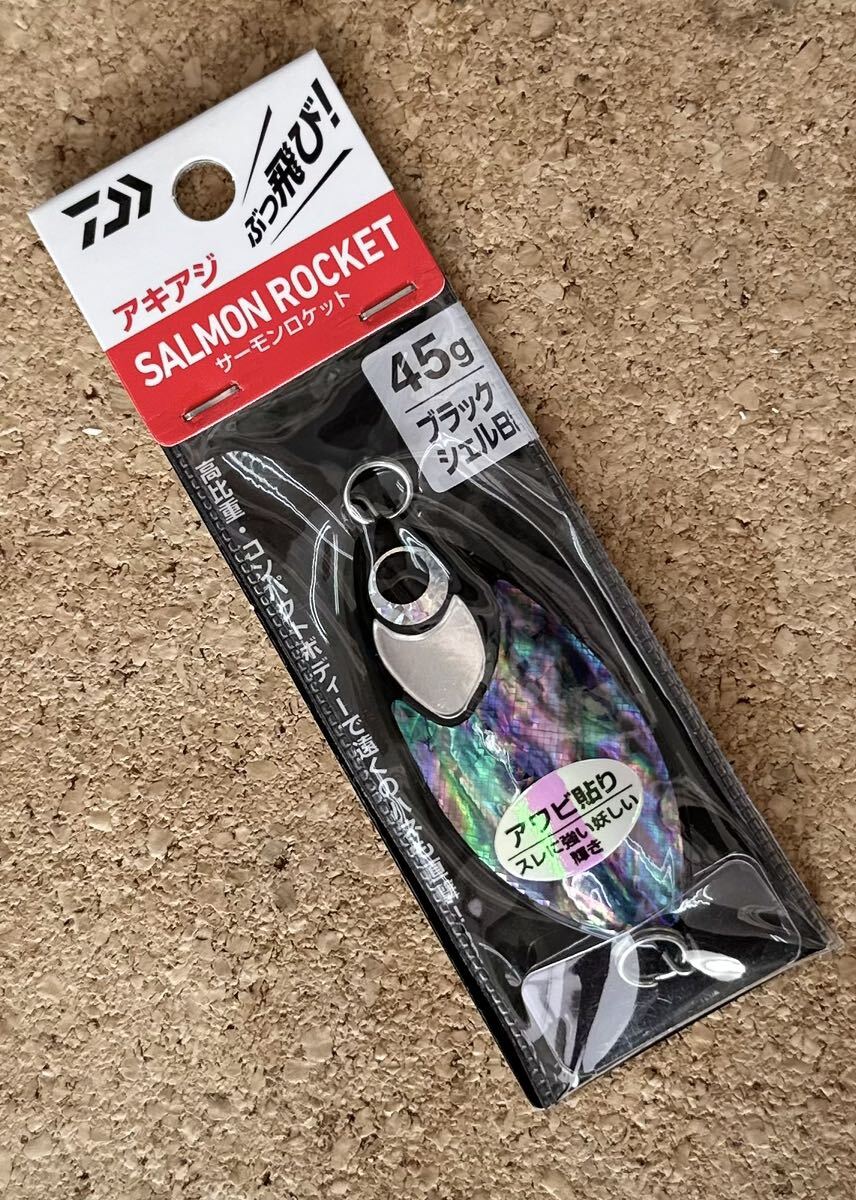 ぶっ飛び!
アキアジ
SALMON ROCKET
サーモンロケット
45g
ブラック
シェルB
高比重・コンパクトボディーで遠くの
アワビ貼り
スレに強い妖しい
輝き